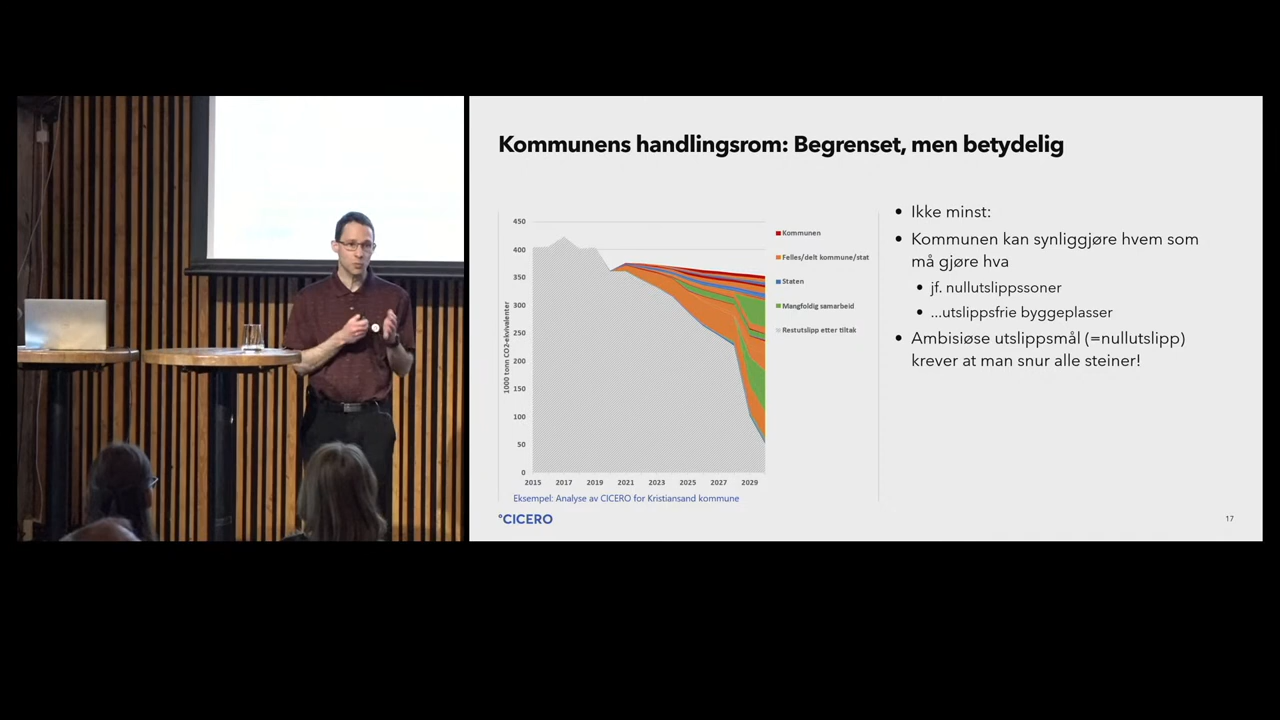 Kommunens handlingsrom: Begrenset, men betydelig
450
400
350
300
250
200
150
100
50
0
1000 tonn CO2-ekvivalenter
2015 2017 2019 2021 2023 2025 2027 2029
Kommunen
Felles/delt kommune/stat
Staten
Mangfoldig samarbeid
Restutslipp etter tiltak
Eksempel: Analyse av CICERO for Kristiansand kommune
• Ikke minst:
• Kommunen kan synliggjøre hvem som
må gjøre hva
• jf. nullutslippssoner
• ...utslippsfrie byggeplasser
• Ambisiøse utslippsmål (=nullutslipp)
krever at man snur alle steiner!
°CICERO
17